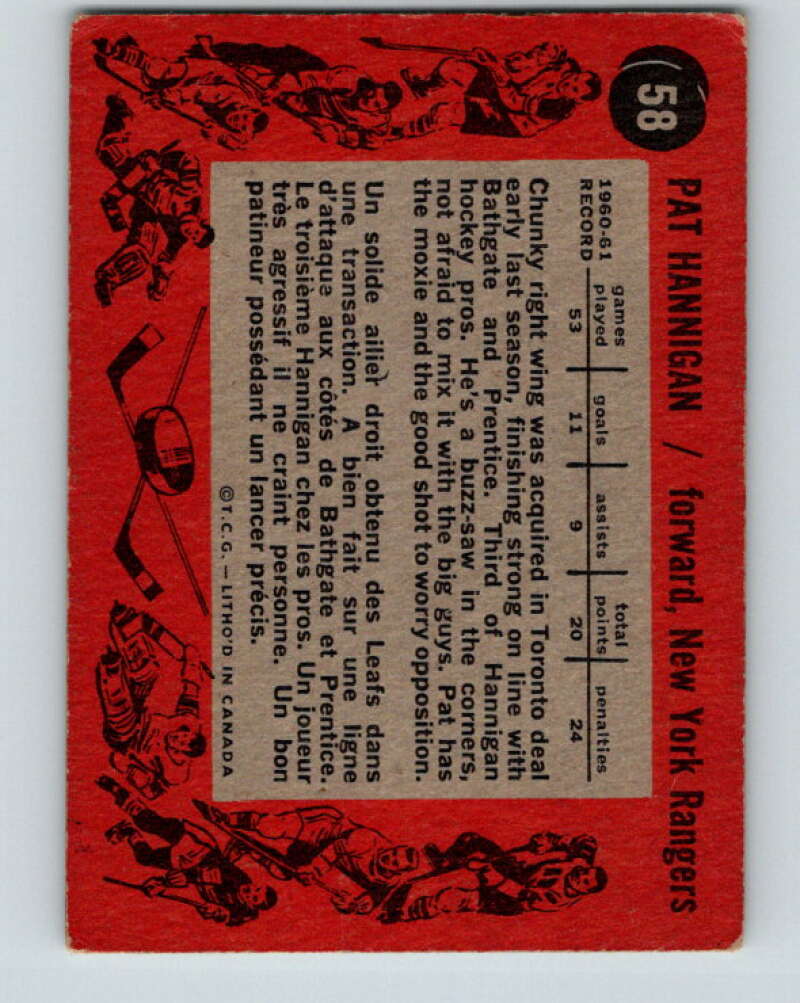 58
PAT HANNIGAN / forward, New York Rangers
games played goals assists total points penalties
1960-61 RECORD 53 11 9 20 24
Chunky right wing was acquired in Toronto deal
early last season, finishing strong on line with
Bathgate and Prentice. Third of Hannigan
hockey pros. He's a buzz-saw in the corners,
not afraid to mix it with the big guys. Pat has
the moxie and the good shot to worry opposition.
Un solide ailier droit obtenu des Leafs dans
une transaction. A bien fait sur une ligne
d'attaque aux côtés de Bathgate et Prentice.
Le troisième Hannigan chez les pros. Un joueur
très agressif il ne craint personne. Un bon
patineur possédant un lancer précis.
©T.C.G. — LITHO'D IN CANADA